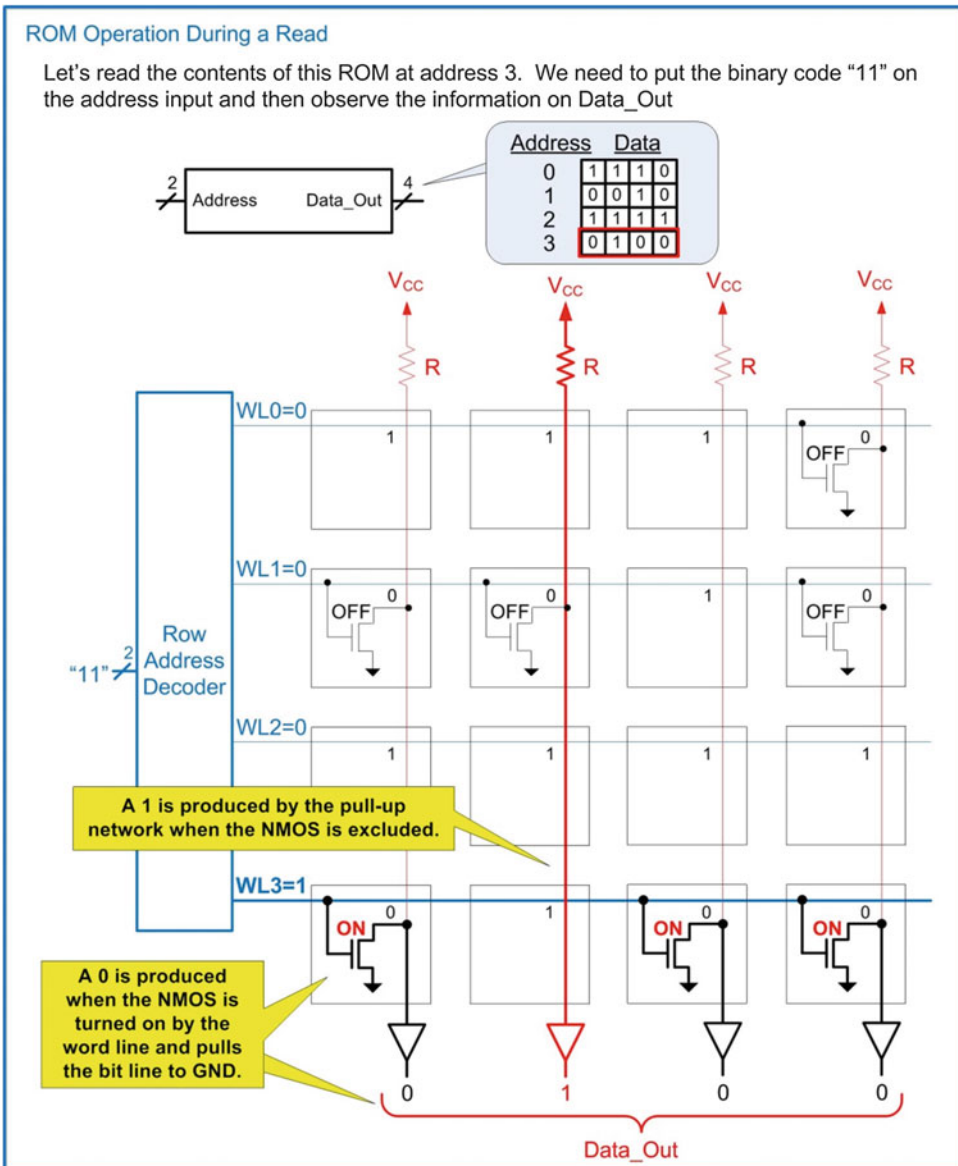 ROM Operation During a Read
Let's read the contents of this ROM at address 3. We need to put the binary code “11” on
the address input and then observe the information on Data_Out
Address Data
0 1 1 1 0
1 0 0 1 0
2 1 1 1 1
3 0 1 0 0
2 Address Data_Out 4
VCC VCC VCC VCC
R R R R
WL0=0
1 1 1 0
OFF
WL1=0
0 0 1 0
OFF OFF OFF
“11” 2
Row
Address
Decoder
WL2=0
1 1 1 1
A 1 is produced by the pull-up
network when the NMOS is excluded.
WL3=1
0 1 0 0
ON ON ON
A 0 is produced
when the NMOS is
turned on by the
word line and pulls
the bit line to GND.
0 1 0 0
Data_Out